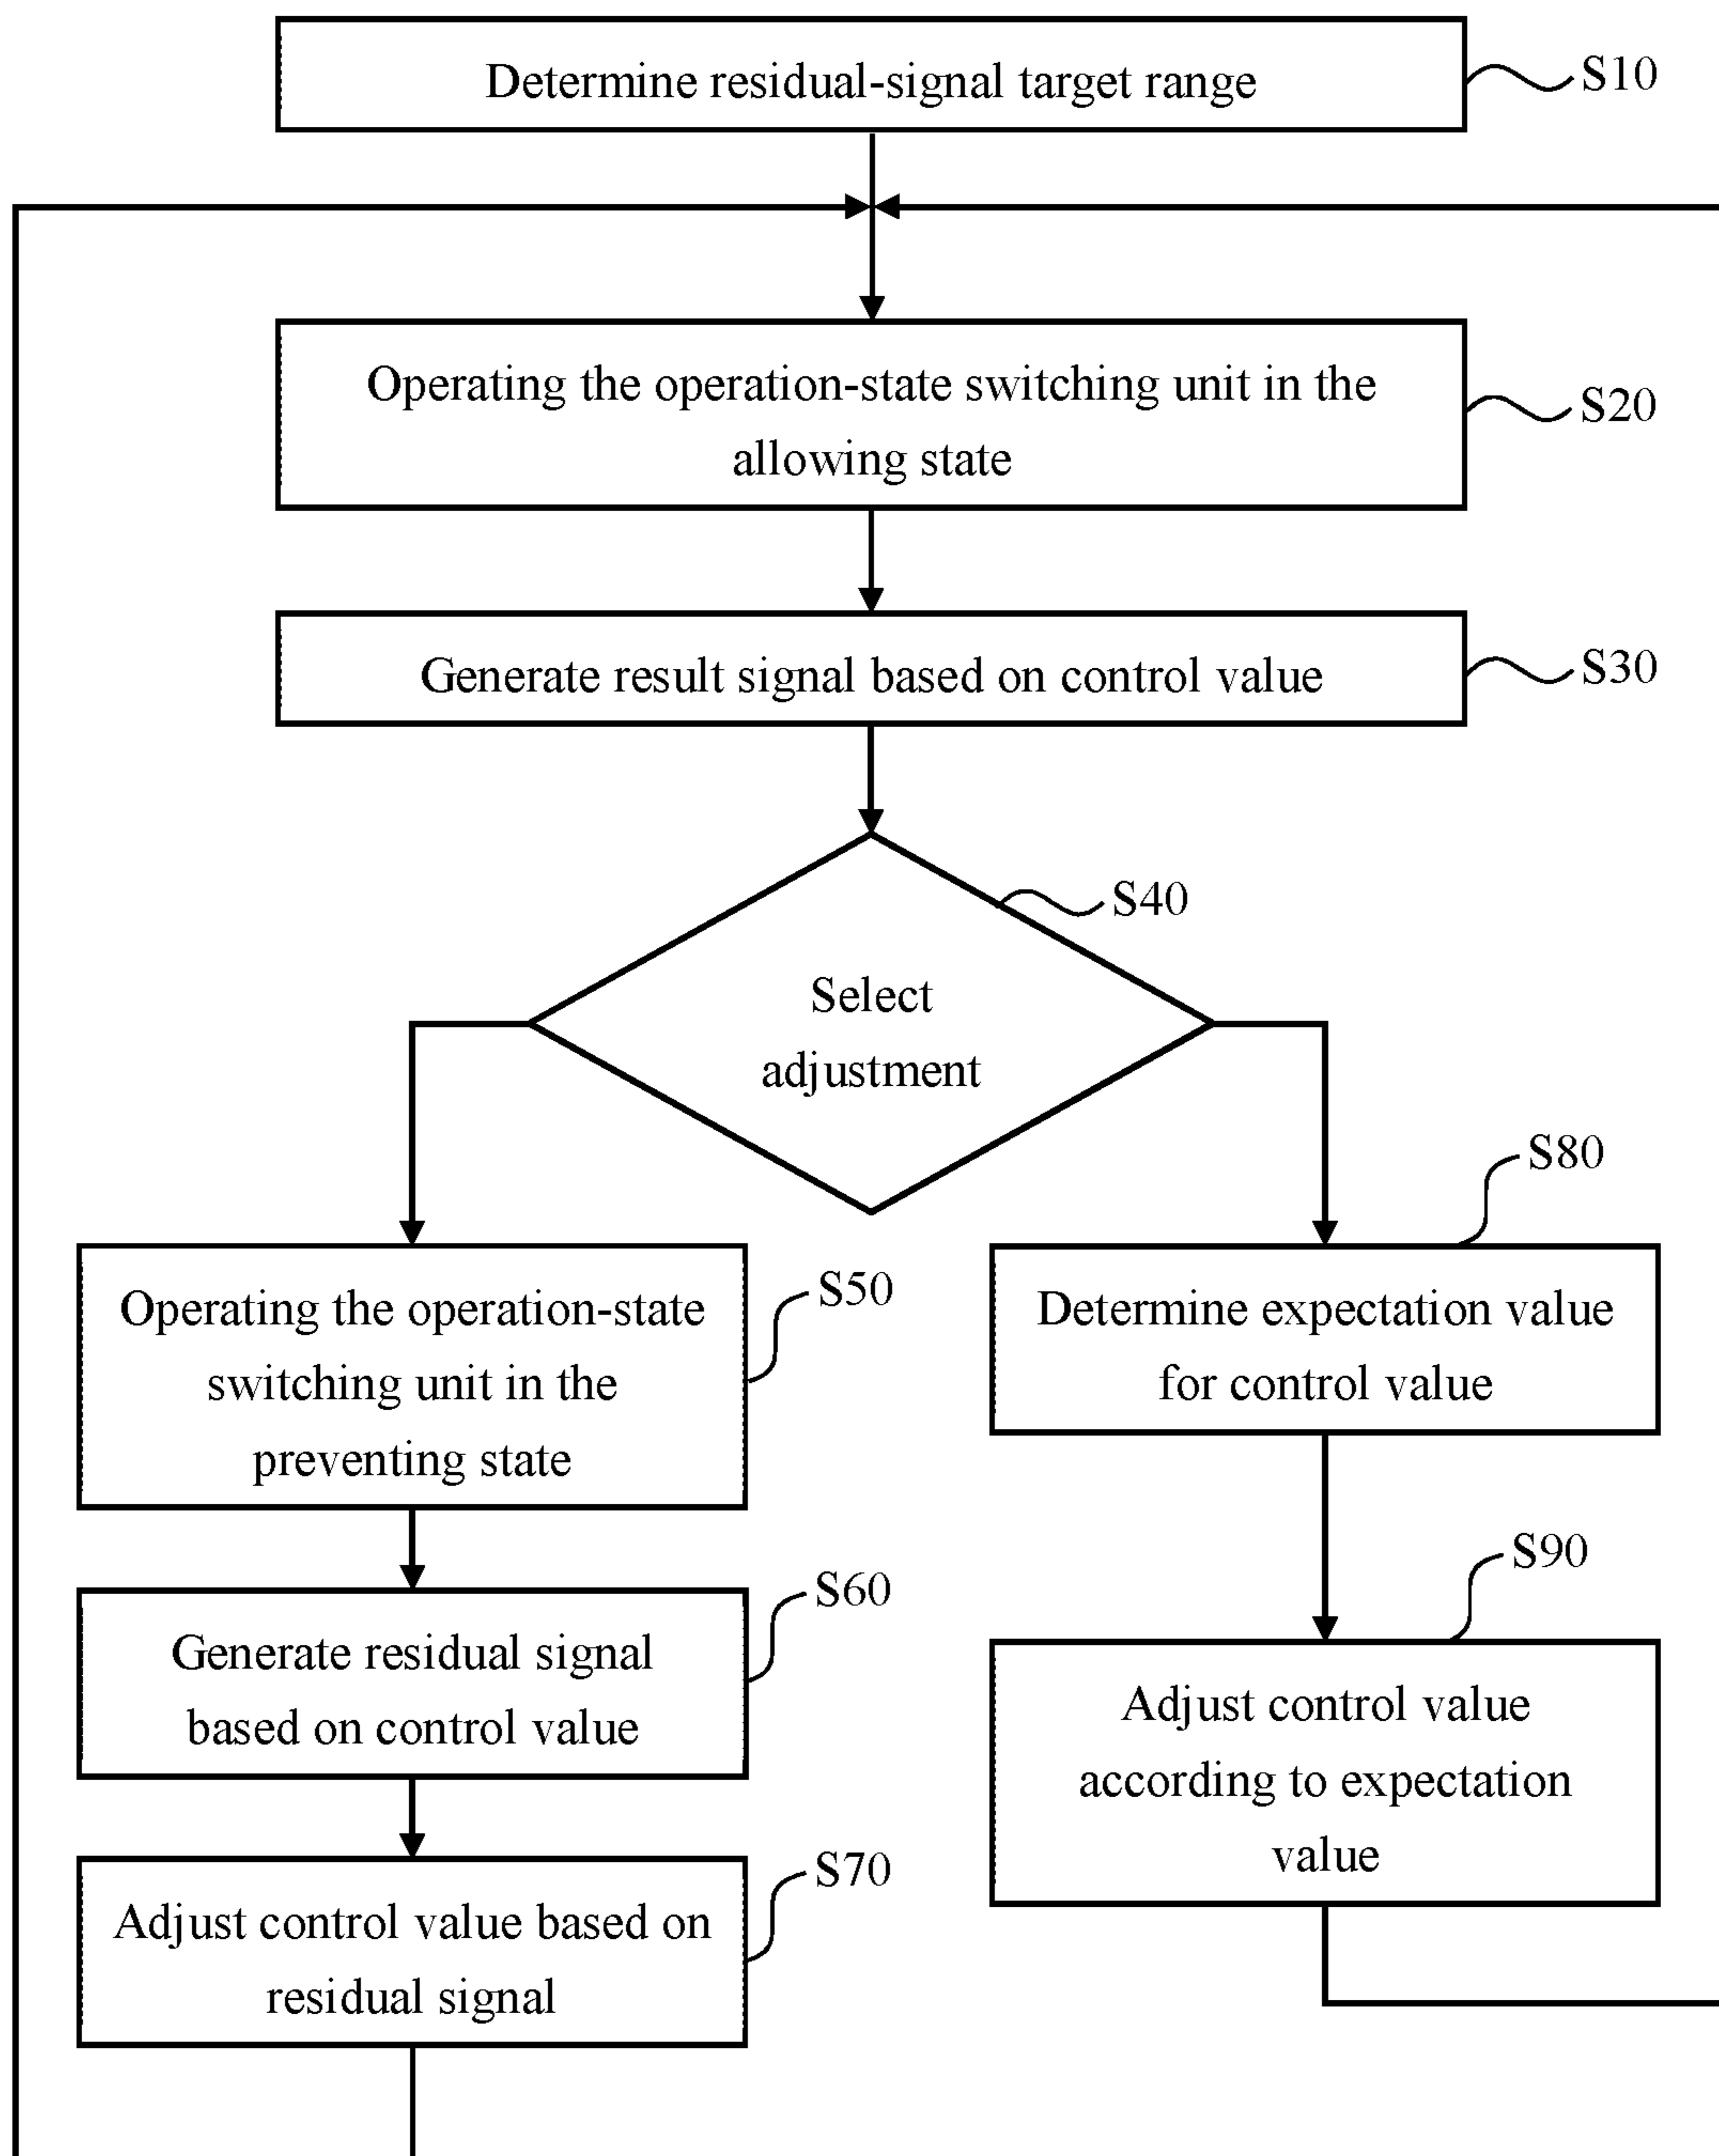 Determine residual-signal target range
S10
Operating the operation-state switching unit in the
allowing state
S20
Generate result signal based on control value
S30
S40
Select
adjustment
S50
Operating the operation-state
switching unit in the
preventing state
S60
Generate residual signal
based on control value
S70
Adjust control value based on
residual signal
S80
Determine expectation value
for control value
S90
Adjust control value
according to expectation
value